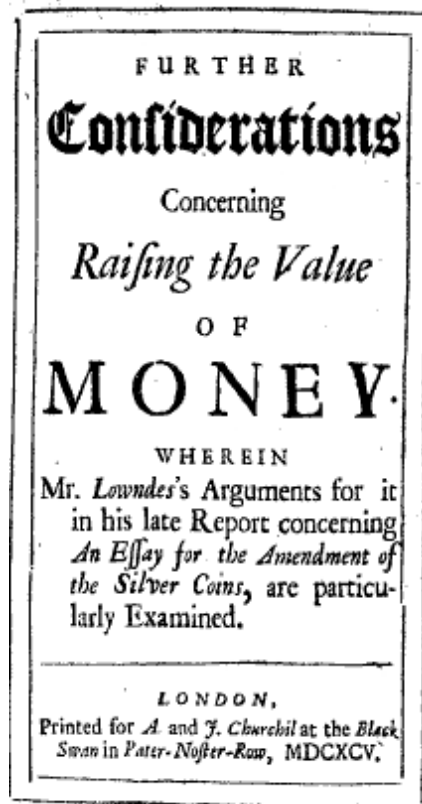 FURTHER
Conſiderations
Concerning
Raiſing the Value
OF
MONEY.
WHEREIN
Mr. Lowndes's Arguments for it
in his late Report concerning
An Eſſay for the Amendment of
the Silver Coins, are particu-
larly Examined.
LONDON,
Printed for A. and J. Churchil at the Black
Swan in Pater-Noſter-Row, MDCXCV.